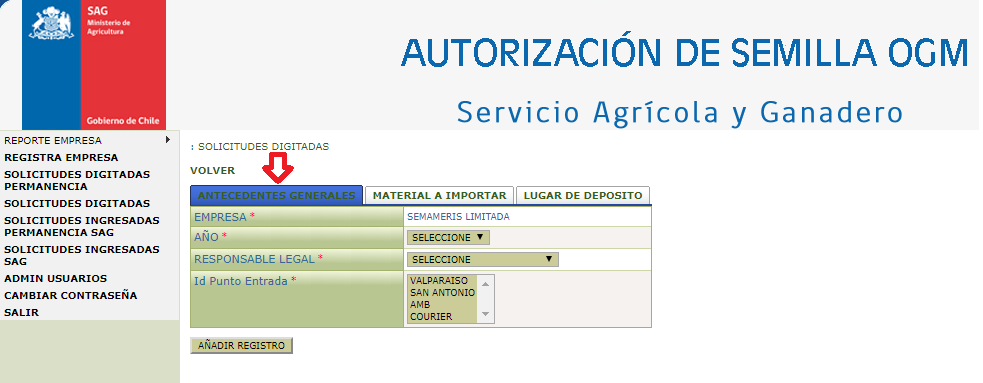 SAG
Ministerio de
Agricultura
Gobierno de Chile
AUTORIZACIÓN DE SEMILLA OGM
Servicio Agrícola y Ganadero
REPORTE EMPRESA
REGISTRA EMPRESA
SOLICITUDES DIGITADAS
PERMANENCIA
SOLICITUDES DIGITADAS
SOLICITUDES INGRESADAS
PERMANENCIA SAG
SOLICITUDES INGRESADAS
SAG
ADMIN USUARIOS
CAMBIAR CONTRASEÑA
SALIR
: SOLICITUDES DIGITADAS
VOLVER
ANTECEDENTES GENERALES MATERIAL A IMPORTAR LUGAR DE DEPOSITO
EMPRESA * SEMAMERIS LIMITADA
AÑO * SELECCIONE
RESPONSABLE LEGAL * SELECCIONE
Id Punto Entrada * VALPARAISO
SAN ANTONIO
AMB
COURIER
AÑADIR REGISTRO